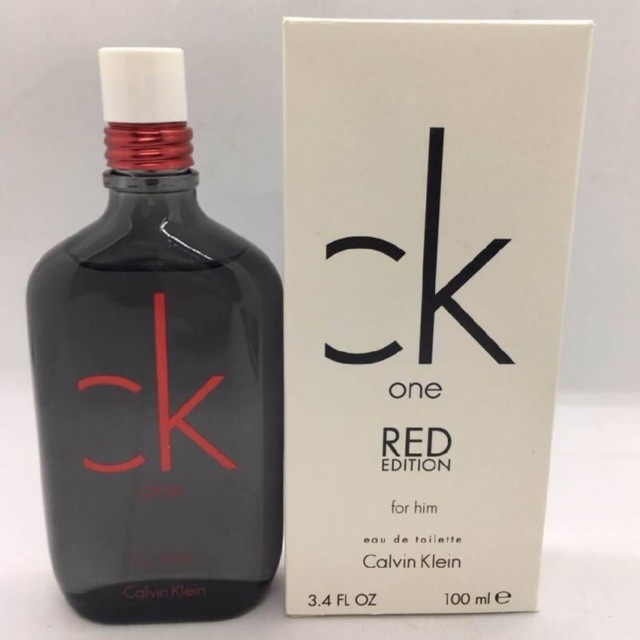 ck
one
Calvin Klein
ck
one
RED
EDITION
for him
eau de toilette
Calvin Klein
3.4 FL OZ 100 ml ℮